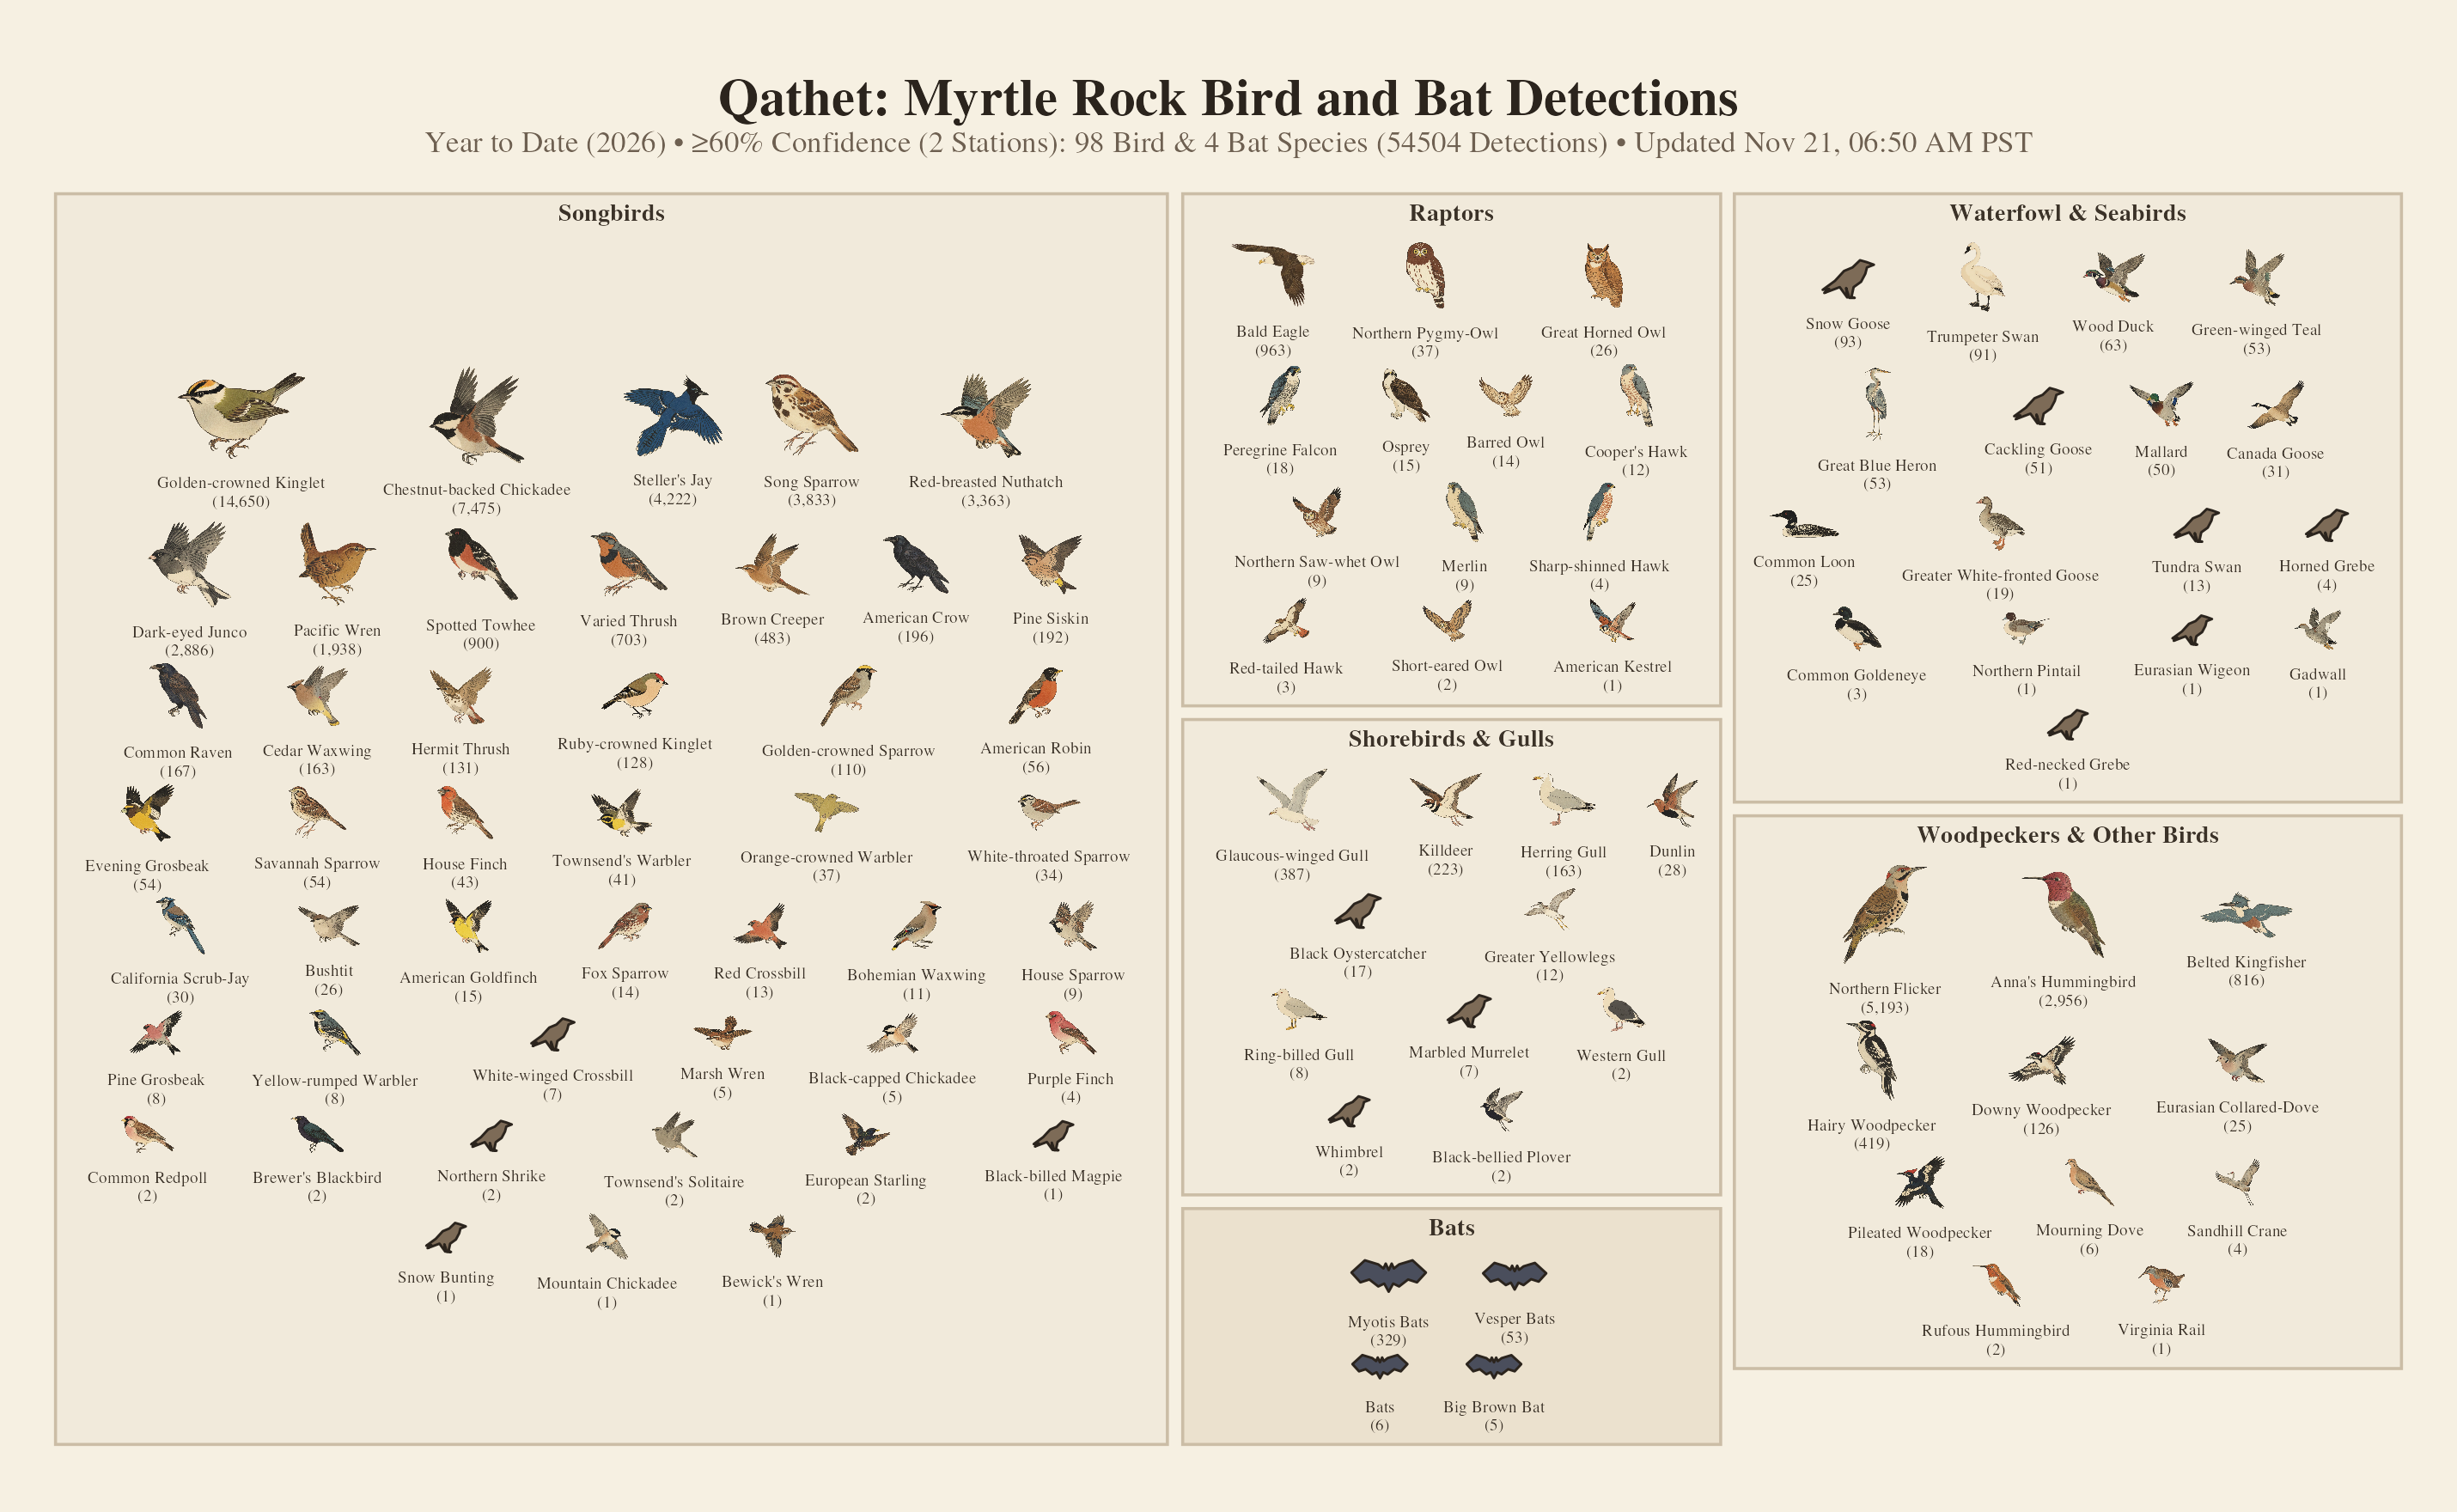 Qathet: Myrtle Rock Bird and Bat Detections
Year to Date (2026) • ≥60% Confidence (2 Stations): 98 Bird & 4 Bat Species (54504 Detections) • Updated Nov 21, 06:50 AM PST
Songbirds
Golden-crowned Kinglet
(14,650)
Chestnut-backed Chickadee
(7,475)
Steller's Jay
(4,222)
Song Sparrow
(3,833)
Red-breasted Nuthatch
(3,363)
Dark-eyed Junco
(2,886)
Pacific Wren
(1,938)
Spotted Towhee
(900)
Varied Thrush
(703)
Brown Creeper
(483)
American Crow
(196)
Pine Siskin
(192)
Common Raven
(167)
Cedar Waxwing
(163)
Hermit Thrush
(131)
Ruby-crowned Kinglet
(128)
Golden-crowned Sparrow
(110)
American Robin
(56)
Evening Grosbeak
(54)
Savannah Sparrow
(54)
House Finch
(43)
Townsend's Warbler
(41)
Orange-crowned Warbler
(37)
White-throated Sparrow
(34)
California Scrub-Jay
(30)
Bushtit
(26)
American Goldfinch
(15)
Fox Sparrow
(14)
Red Crossbill
(13)
Bohemian Waxwing
(11)
House Sparrow
(9)
Pine Grosbeak
(8)
Yellow-rumped Warbler
(8)
White-winged Crossbill
(7)
Marsh Wren
(5)
Black-capped Chickadee
(5)
Purple Finch
(4)
Common Redpoll
(2)
Brewer's Blackbird
(2)
Northern Shrike
(2)
Townsend's Solitaire
(2)
European Starling
(2)
Black-billed Magpie
(1)
Snow Bunting
(1)
Mountain Chickadee
(1)
Bewick's Wren
(1)
Raptors
Bald Eagle
(963)
Northern Pygmy-Owl
(37)
Great Horned Owl
(26)
Peregrine Falcon
(18)
Osprey
(15)
Barred Owl
(14)
Cooper's Hawk
(12)
Northern Saw-whet Owl
(9)
Merlin
(9)
Sharp-shinned Hawk
(4)
Red-tailed Hawk
(3)
Short-eared Owl
(2)
American Kestrel
(1)
Shorebirds & Gulls
Glaucous-winged Gull
(387)
Killdeer
(223)
Herring Gull
(163)
Dunlin
(28)
Black Oystercatcher
(17)
Greater Yellowlegs
(12)
Ring-billed Gull
(8)
Marbled Murrelet
(7)
Western Gull
(2)
Whimbrel
(2)
Black-bellied Plover
(2)
Bats
Myotis Bats
(329)
Vesper Bats
(53)
Bats
(6)
Big Brown Bat
(5)
Waterfowl & Seabirds
Snow Goose
(93)
Trumpeter Swan
(91)
Wood Duck
(63)
Green-winged Teal
(53)
Great Blue Heron
(53)
Cackling Goose
(51)
Mallard
(50)
Canada Goose
(31)
Common Loon
(25)
Greater White-fronted Goose
(19)
Tundra Swan
(13)
Horned Grebe
(4)
Common Goldeneye
(3)
Northern Pintail
(1)
Eurasian Wigeon
(1)
Gadwall
(1)
Red-necked Grebe
(1)
Woodpeckers & Other Birds
Northern Flicker
(5,193)
Anna's Hummingbird
(2,956)
Belted Kingfisher
(816)
Hairy Woodpecker
(419)
Downy Woodpecker
(126)
Eurasian Collared-Dove
(25)
Pileated Woodpecker
(18)
Mourning Dove
(6)
Sandhill Crane
(4)
Rufous Hummingbird
(2)
Virginia Rail
(1)